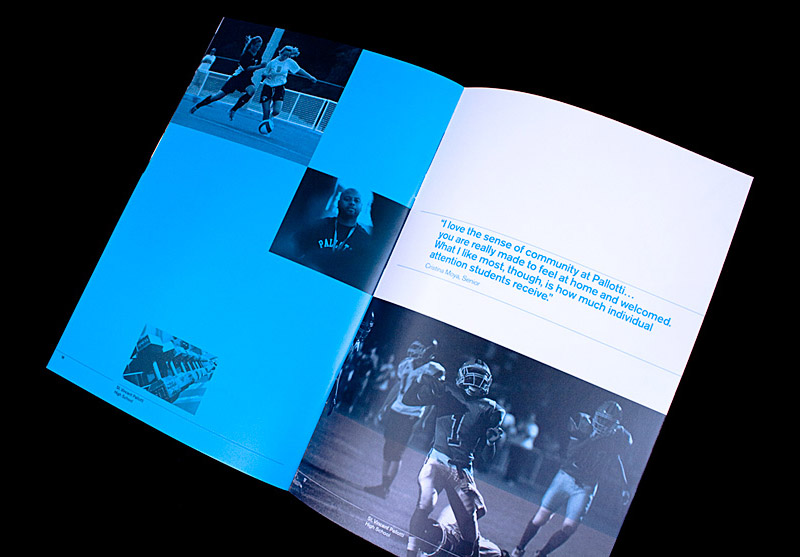 PALLOTTI
St. Vincent Pallotti
High School
"I love the sense of community at Pallotti…
you are really made to feel at home and welcomed.
What I like most, though, is how much individual
attention students receive."
Cristina Moya, Senior
1
St. Vincent Pallotti
High School